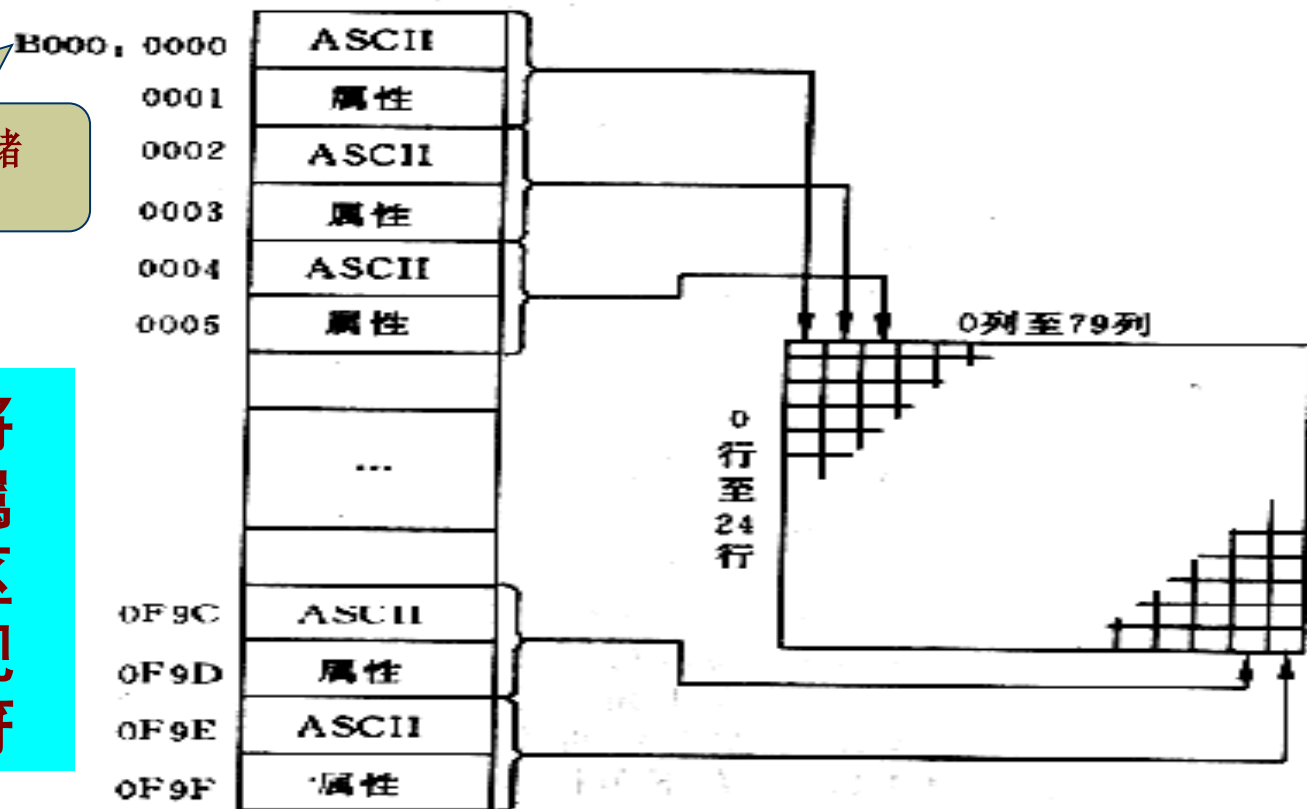 B000: 0000 ASCII
0001 属性
0002 ASCII
0003 属性
0004 ASCII
0005 属性
...
0F9C ASCII
0F9D 属性
0F9E ASCII
0F9F 属性
0列至79列
0
行
至
24
行